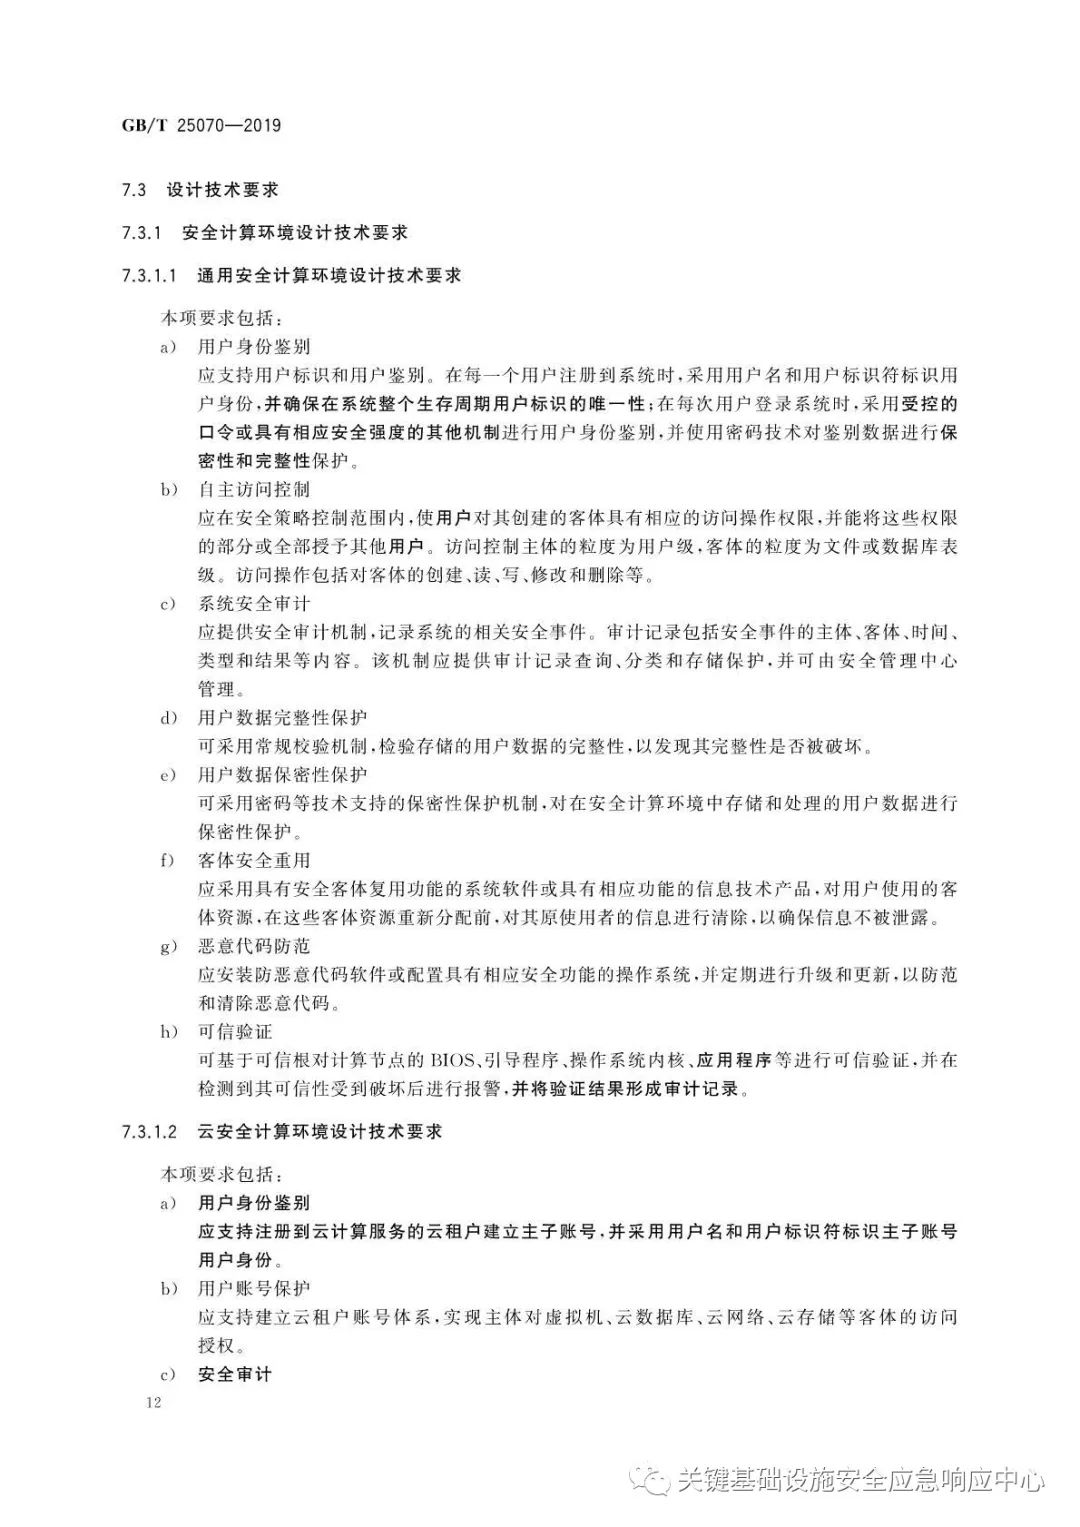 GB/T 25070—2019
7.3 设计技术要求
7.3.1 安全计算环境设计技术要求
7.3.1.1 通用安全计算环境设计技术要求
本项要求包括:
a) 用户身份鉴别
应支持用户标识和用户鉴别。在每一个用户注册到系统时,采用用户名和用户标识符标识用
户身份,并确保在系统整个生存周期用户标识的唯一性;在每次用户登录系统时,采用受控的
口令或具有相应安全强度的其他机制进行用户身份鉴别,并使用密码技术对鉴别数据进行保
密性和完整性保护。
b) 自主访问控制
应在安全策略控制范围内,使用户对其创建的客体具有相应的访问操作权限,并能将这些权限
的部分或全部授予其他用户。访问控制主体的粒度为用户级,客体的粒度为文件或数据库表
级。访问操作包括对客体的创建、读、写、修改和删除等。
c) 系统安全审计
应提供安全审计机制,记录系统的相关安全事件。审计记录包括安全事件的主体、客体、时间、
类型和结果等内容。该机制应提供审计记录查询、分类和存储保护,并可由安全管理中心
管理。
d) 用户数据完整性保护
可采用常规校验机制,检验存储的用户数据的完整性,以发现其完整性是否被破坏。
e) 用户数据保密性保护
可采用密码等技术支持的保密性保护机制,对在安全计算环境中存储和处理的用户数据进行
保密性保护。
f) 客体安全重用
应采用具有安全客体复用功能的系统软件或具有相应功能的信息技术产品,对用户使用的客
体资源,在这些客体资源重新分配前,对其原使用者的信息进行清除,以确保信息不被泄露。
g) 恶意代码防范
应安装防恶意代码软件或配置具有相应安全功能的操作系统,并定期进行升级和更新,以防范
和清除恶意代码。
h) 可信验证
可基于可信根对计算节点的 BIOS、引导程序、操作系统内核、应用程序等进行可信验证,并在
检测到其可信性受到破坏后进行报警,并将验证结果形成审计记录。
7.3.1.2 云安全计算环境设计技术要求
本项要求包括:
a) 用户身份鉴别
应支持注册到云计算服务的云租户建立主子账号,并采用用户名和用户标识符标识主子账号
用户身份。
b) 用户账号保护
应支持建立云租户账号体系,实现主体对虚拟机、云数据库、云网络、云存储等客体的访问
授权。
c) 安全审计
12
关键基础设施安全应急响应中心